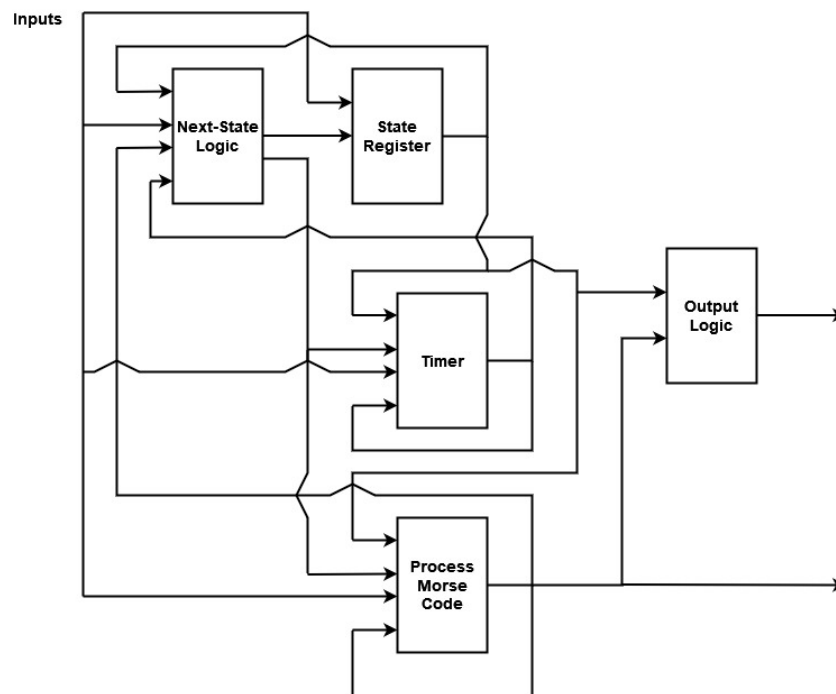 Inputs
Next-State
Logic
State
Register
Output
Logic
Timer
Process
Morse
Code